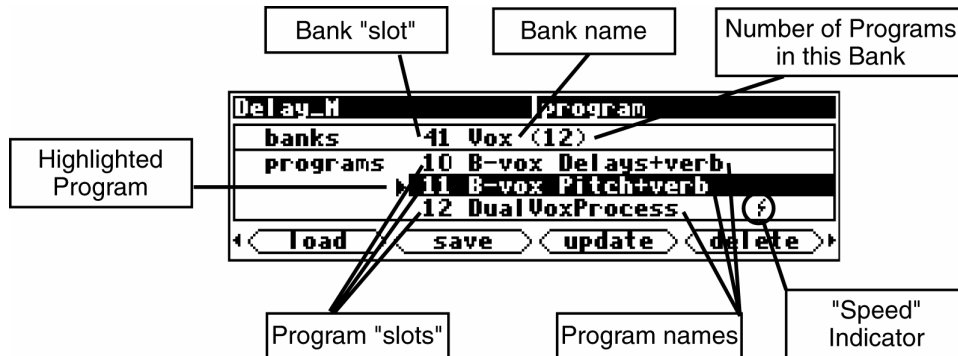 Bank "slot"
Bank name
Number of Programs
in this Bank
Delay_M program
banks 41 Vox (12)
Highlighted
Program
programs 10 B-vox Delays+verb
11 B-vox Pitch+verb
12 DualVoxProcess f
load save update delete
Program "slots"
Program names
"Speed"
Indicator